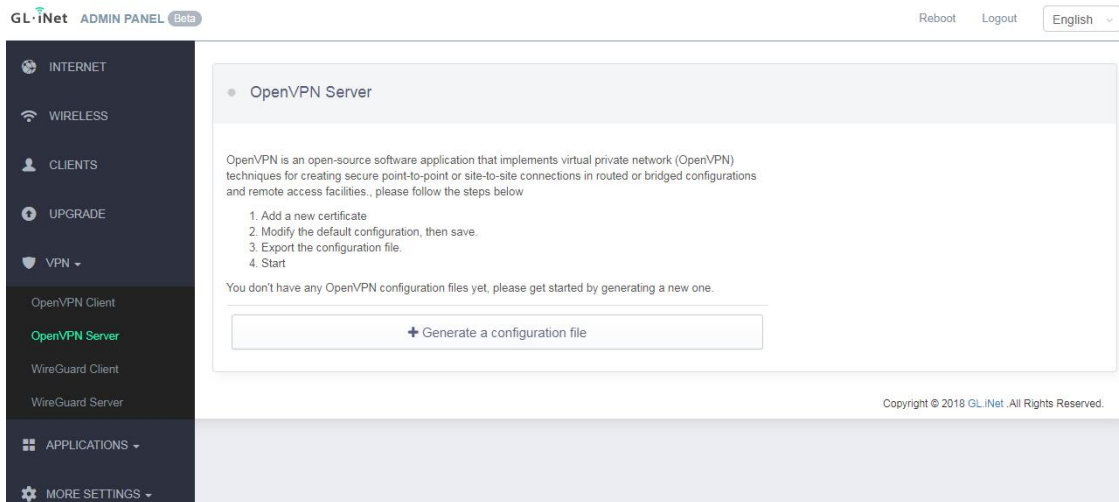 GL·iNet ADMIN PANEL Beta
Reboot Logout English
INTERNET
WIRELESS
CLIENTS
UPGRADE
VPN
OpenVPN Client
OpenVPN Server
WireGuard Client
WireGuard Server
APPLICATIONS
MORE SETTINGS
OpenVPN Server
OpenVPN is an open-source software application that implements virtual private network (OpenVPN)
techniques for creating secure point-to-point or site-to-site connections in routed or bridged configurations
and remote access facilities., please follow the steps below
1. Add a new certificate
2. Modify the default configuration, then save.
3. Export the configuration file.
4. Start
You don't have any OpenVPN configuration files yet, please get started by generating a new one.
+ Generate a configuration file
Copyright © 2018 GL.iNet .All Rights Reserved.